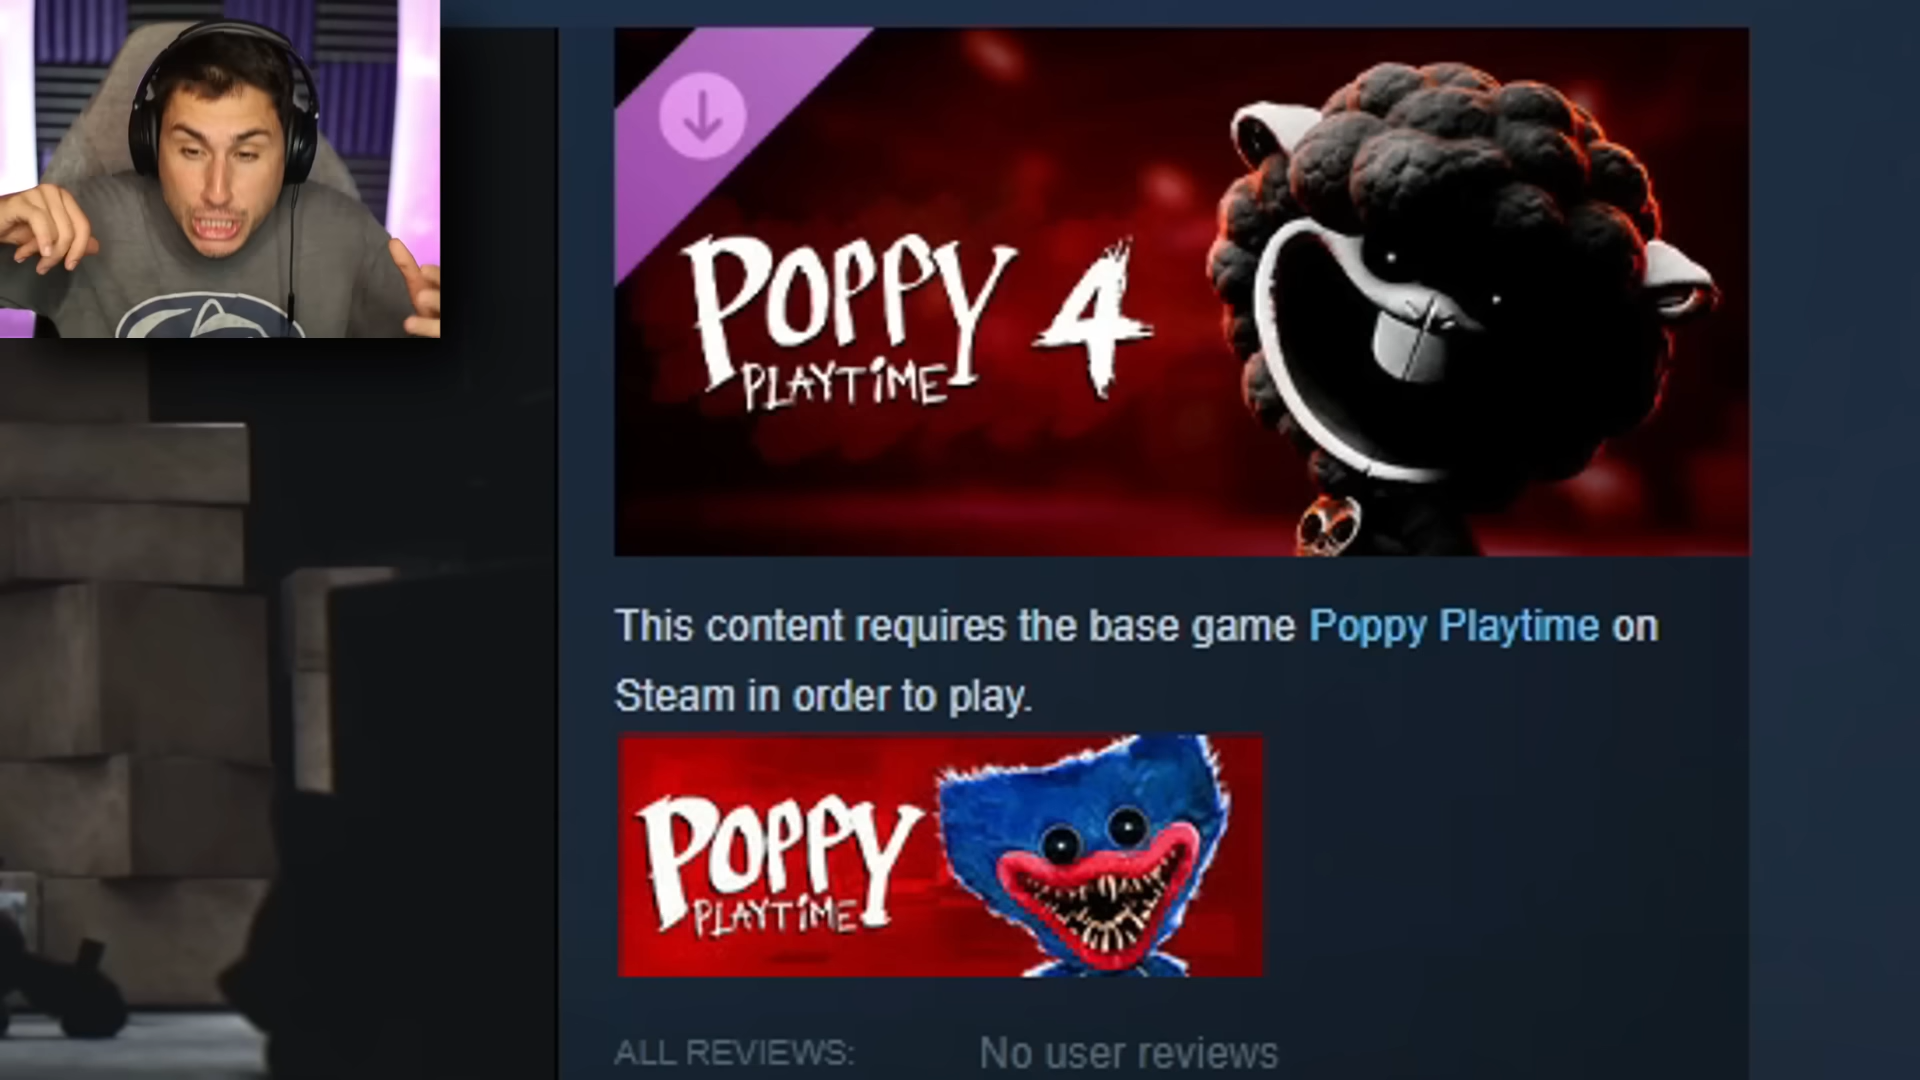 POPPY 4
PLAYTIME
This content requires the base game Poppy Playtime on
Steam in order to play.
POPPY
PLAYTIME
ALL REVIEWS: No user reviews